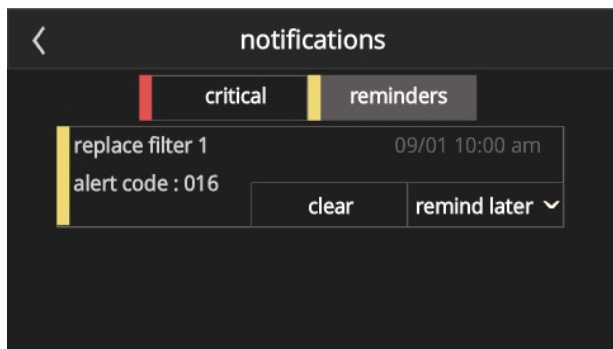 notifications
critical
reminders
replace filter 1
09/01 10:00 am
alert code : 016
clear
remind later